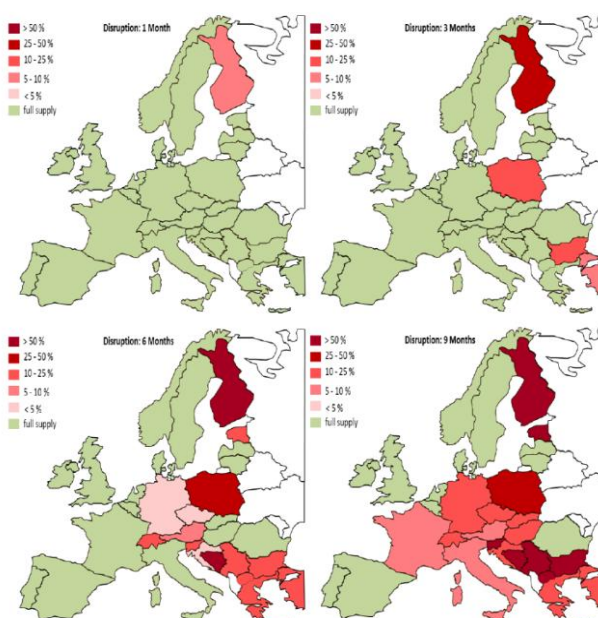 Disruption: 1 Month
> 50 %
25 - 50 %
10 - 25 %
5 - 10 %
< 5 %
full supply
Disruption: 3 Months
> 50 %
25 - 50 %
10 - 25 %
5 - 10 %
< 5 %
full supply
Disruption: 6 Months
> 50 %
25 - 50 %
10 - 25 %
5 - 10 %
< 5 %
full supply
Disruption: 9 Months
> 50 %
25 - 50 %
10 - 25 %
5 - 10 %
< 5 %
full supply